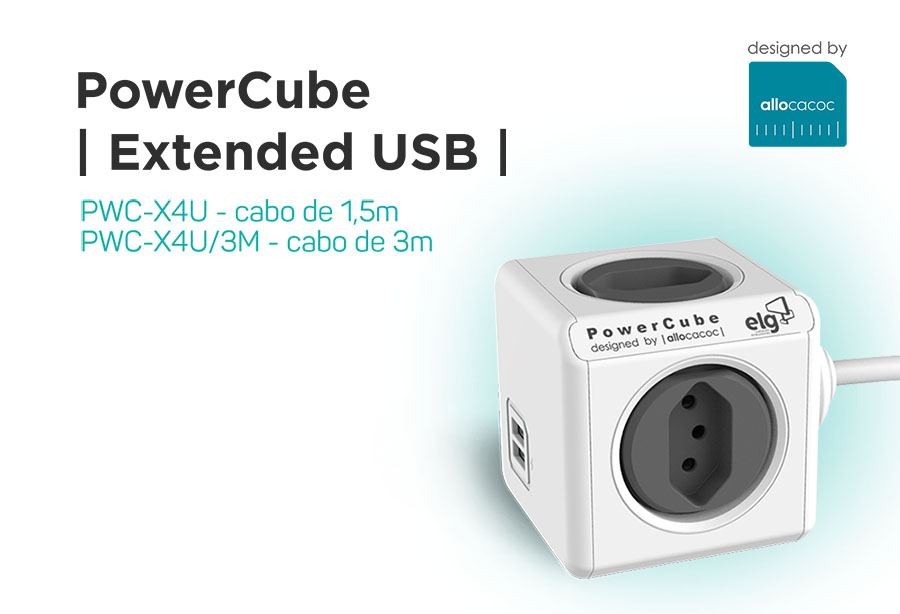 designed by
allocacoc
PowerCube
| Extended USB |
PWC-X4U - cabo de 1,5m
PWC-X4U/3M - cabo de 3m
PowerCube
designed by |allocacoc|
elg